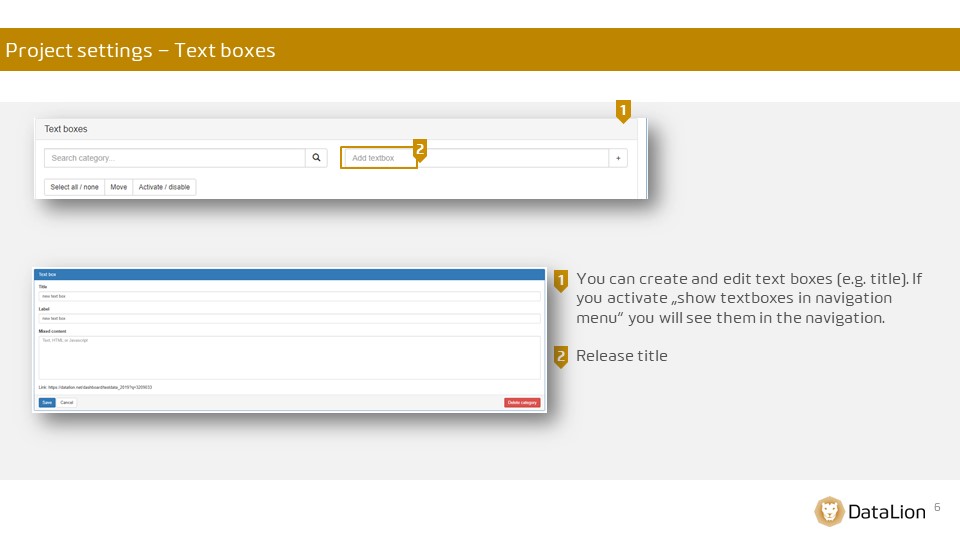 Project settings – Text boxes
1
Text boxes
2
Search category...
Add textbox
+
Select all / none
Move
Activate / disable
Text box
Title
new text box
Label
new text box
Mixed content
Text, HTML or Javascript
Link: https://datalion.net/dashboard/testdata_2019/?q=3205033
Save
Cancel
Delete category
1 You can create and edit text boxes (e.g. title). If
you activate „show textboxes in navigation
menu“ you will see them in the navigation.
2 Release title
DataLion
6